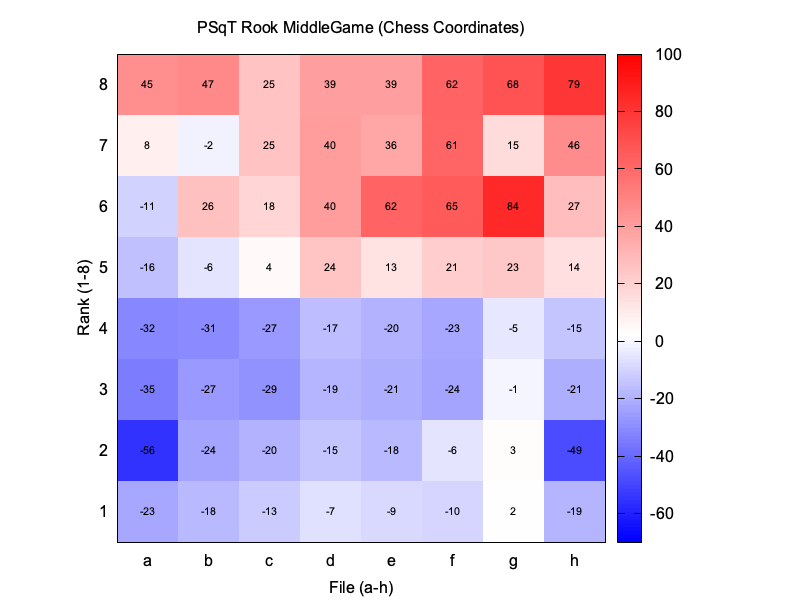 PSqT Rook MiddleGame (Chess Coordinates)
100
8 45 47 25 39 39 62 68 79
80
7 8 -2 25 40 36 61 15 46
60
6 -11 26 18 40 62 65 84 27
40
5 -16 -6 4 24 13 21 23 14
20
Rank (1-8)
4 -32 -31 -27 -17 -20 -23 -5 -15
0
3 -35 -27 -29 -19 -21 -24 -1 -21
-20
2 -56 -24 -20 -15 -18 -6 3 -49
-40
1 -23 -18 -13 -7 -9 -10 2 -19
-60
a b c d e f g h
File (a-h)